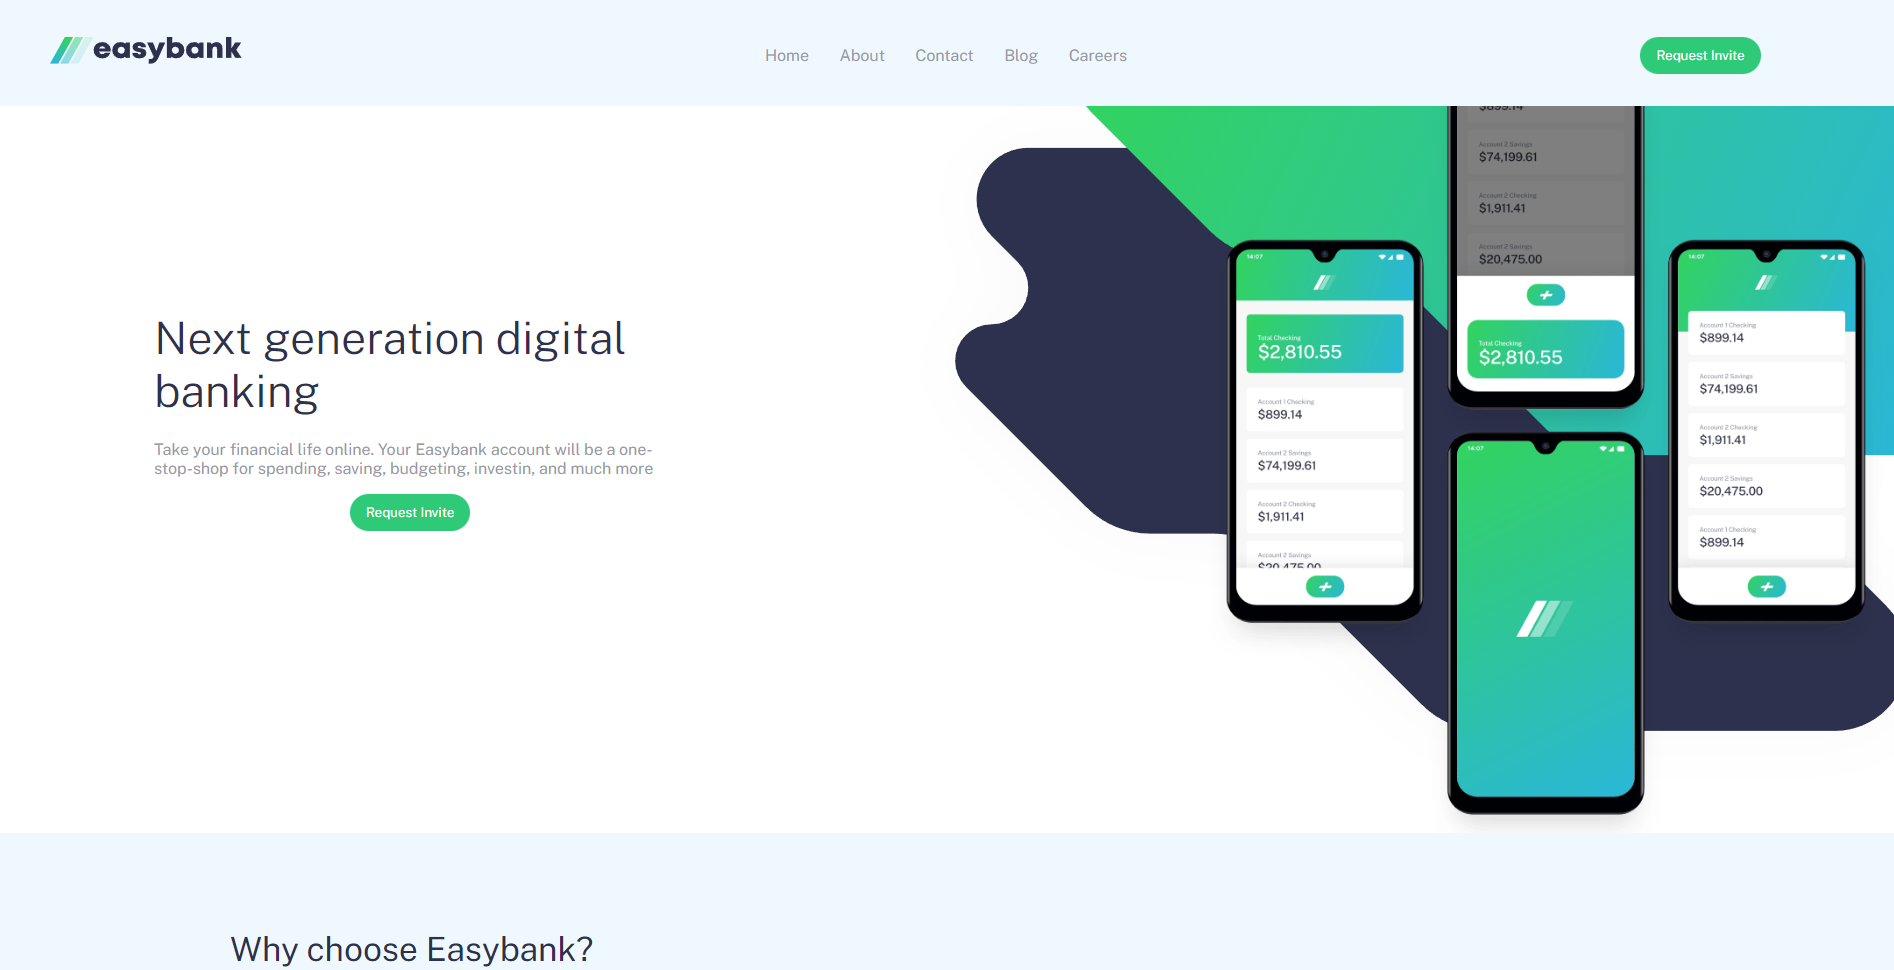 easybank
Home About Contact Blog Careers
Request Invite
Next generation digital
banking
Take your financial life online. Your Easybank account will be a one-
stop-shop for spending, saving, budgeting, investin, and much more
Request Invite
14:07
Total Checking
$2,810.55
Account 1 Checking
$899.14
Account 2 Savings
$74,199.61
Account 2 Checking
$1,911.41
Account 2 Savings
$20,475.00
$899.14
Account 2 Savings
$74,199.61
Account 2 Checking
$1,911.41
Account 2 Savings
$20,475.00
Total Checking
$2,810.55
14:07
14:07
Account 1 Checking
$899.14
Account 2 Savings
$74,199.61
Account 2 Checking
$1,911.41
Account 2 Savings
$20,475.00
Account 1 Checking
$899.14
Why choose Easybank?